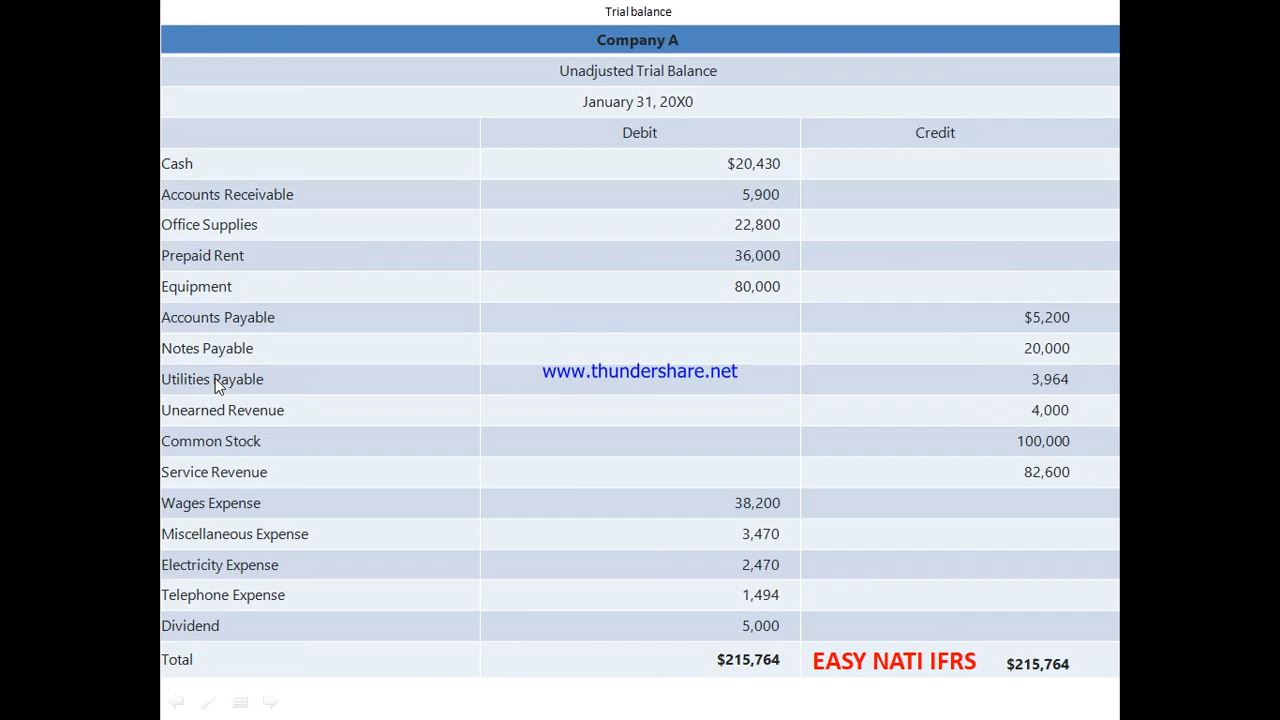 Trial balance
Company A
Unadjusted Trial Balance
January 31, 20X0
Debit Credit
Cash $20,430
Accounts Receivable 5,900
Office Supplies 22,800
Prepaid Rent 36,000
Equipment 80,000
Accounts Payable $5,200
Notes Payable 20,000
www.thundershare.net
Utilities Payable 3,964
Unearned Revenue 4,000
Common Stock 100,000
Service Revenue 82,600
Wages Expense 38,200
Miscellaneous Expense 3,470
Electricity Expense 2,470
Telephone Expense 1,494
Dividend 5,000
Total $215,764 EASY NATI IFRS $215,764